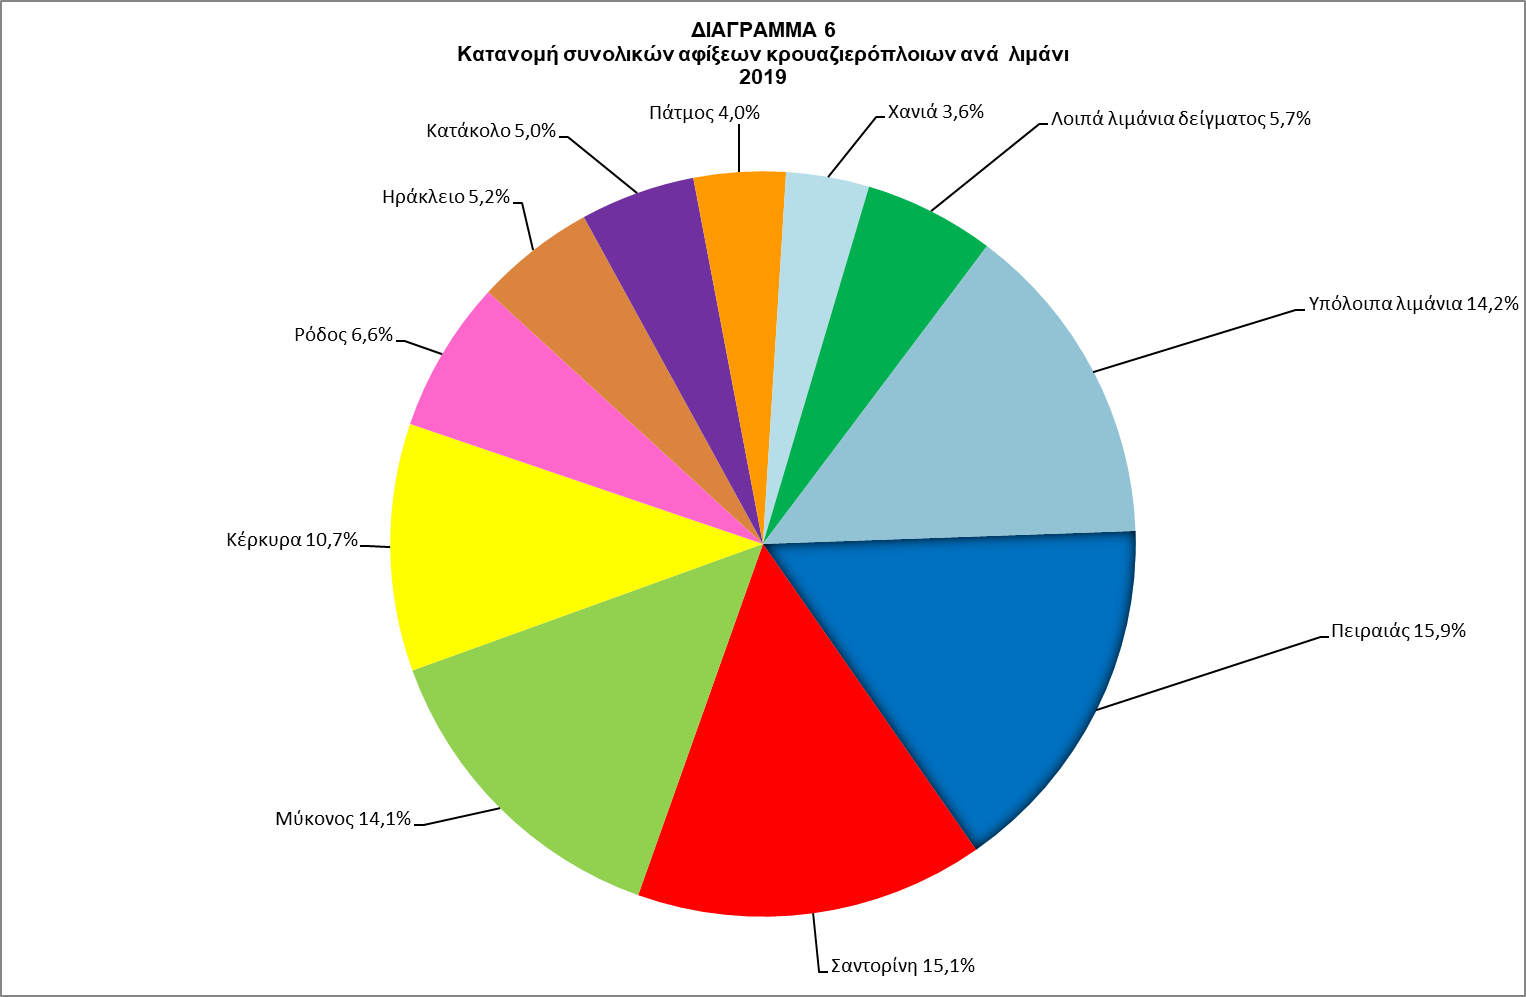 ΔΙΑΓΡΑΜΜΑ 6
Κατανομή συνολικών αφίξεων κρουαζιερόπλοιων ανά λιμάνι
2019
Πάτμος 4,0%
Χανιά 3,6%
Λοιπά λιμάνια δείγματος 5,7%
Κατάκολο 5,0%
Ηράκλειο 5,2%
Υπόλοιπα λιμάνια 14,2%
Ρόδος 6,6%
Κέρκυρα 10,7%
Πειραιάς 15,9%
Μύκονος 14,1%
Σαντορίνη 15,1%